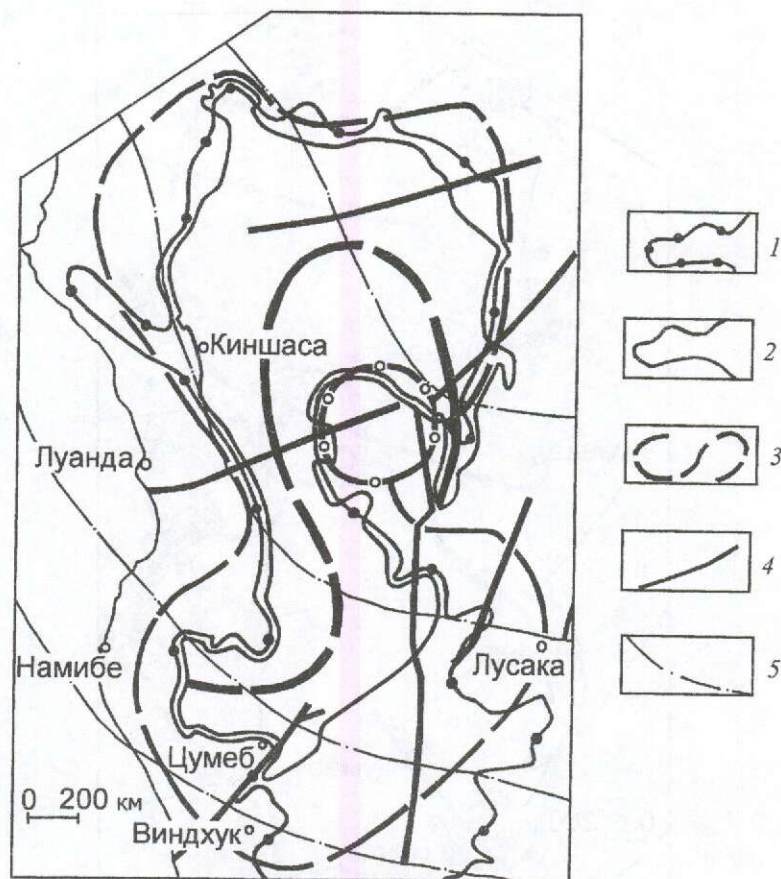 Киншаса
Луанда
Намибе
Лусака
Цумеб
0 200 км
Виндхук
1
2
3
4
5